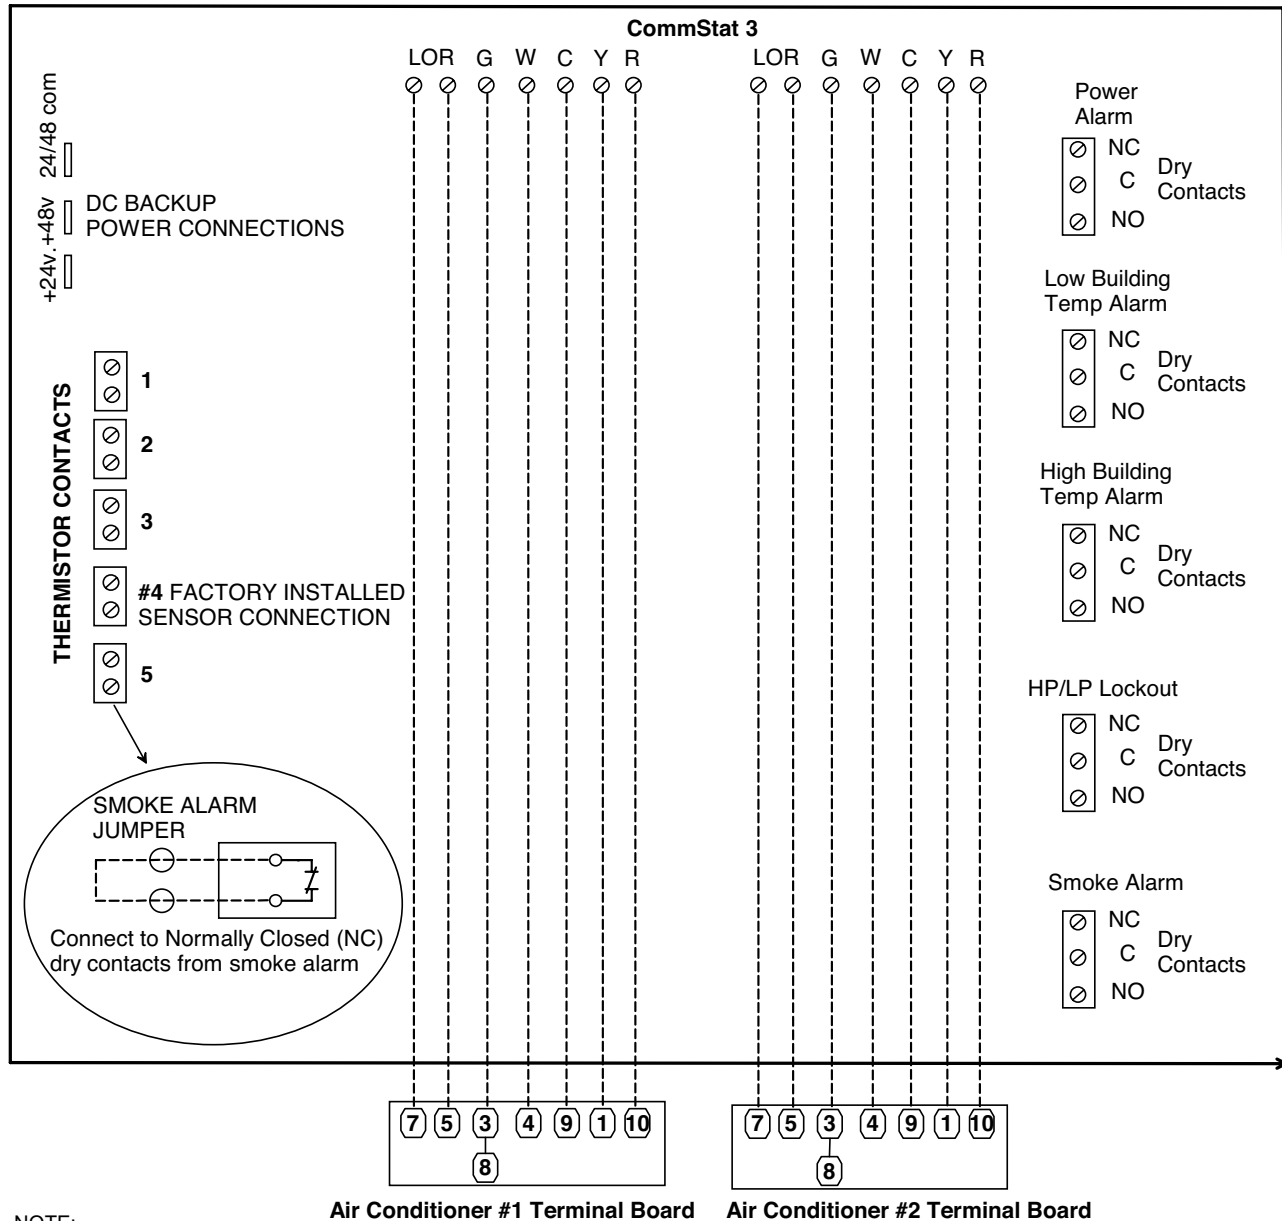 CommStat 3
LOR G W C Y R
LOR G W C Y R
24/48 com
+24v.+48v
DC BACKUP
POWER CONNECTIONS
THERMISTOR CONTACTS
1
2
3
#4 FACTORY INSTALLED
SENSOR CONNECTION
5
SMOKE ALARM
JUMPER
Connect to Normally Closed (NC)
dry contacts from smoke alarm
Power
Alarm
NC
C
NO
Dry
Contacts
Low Building
Temp Alarm
NC
C
NO
Dry
Contacts
High Building
Temp Alarm
NC
C
NO
Dry
Contacts
HP/LP Lockout
NC
C
NO
Dry
Contacts
Smoke Alarm
NC
C
NO
Dry
Contacts
7 5 3 4 9 1 10
8
Air Conditioner #1 Terminal Board
7 5 3 4 9 1 10
8
Air Conditioner #2 Terminal Board
NOTE: